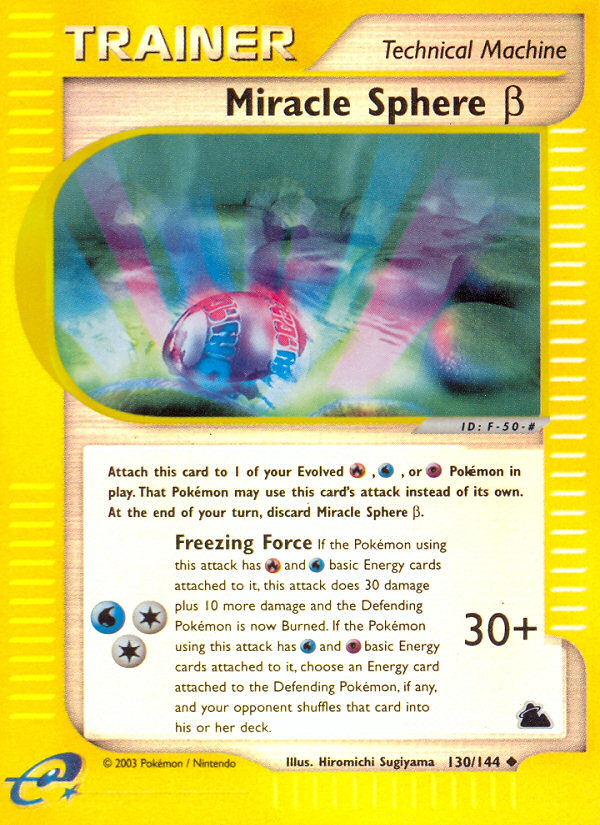 TRAINER
Technical Machine
Miracle Sphere β
ID: F-50-#
Attach this card to 1 of your Evolved , , or Pokémon in
play. That Pokémon may use this card's attack instead of its own.
At the end of your turn, discard Miracle Sphere β.
Freezing Force If the Pokémon using
this attack has and basic Energy cards
attached to it, this attack does 30 damage
plus 10 more damage and the Defending
Pokémon is now Burned. If the Pokémon
using this attack has and basic Energy
cards attached to it, choose an Energy card
attached to the Defending Pokémon, if any,
and your opponent shuffles that card into
his or her deck.
30+
© 2003 Pokémon / Nintendo
Illus. Hiromichi Sugiyama 130/144